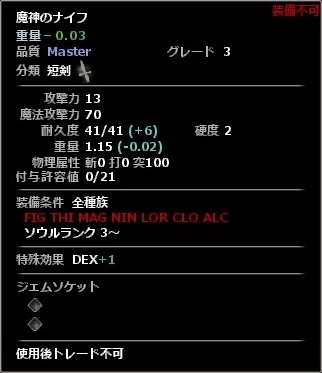 装備不可
魔神のナイフ
重量 − 0.03
品質 Master グレード 3
分類 短剣
攻撃力 13
魔法攻撃力 70
耐久度 41/41 (+6) 硬度 2
重量 1.15 (-0.02)
物理属性 斬0 打0 突100
付与許容値 0/21
装備条件 全種族
FIG THI MAG NIN LOR CLO ALC
ソウルランク 3～
特殊効果 DEX+1
ジェムソケット
使用後トレード不可